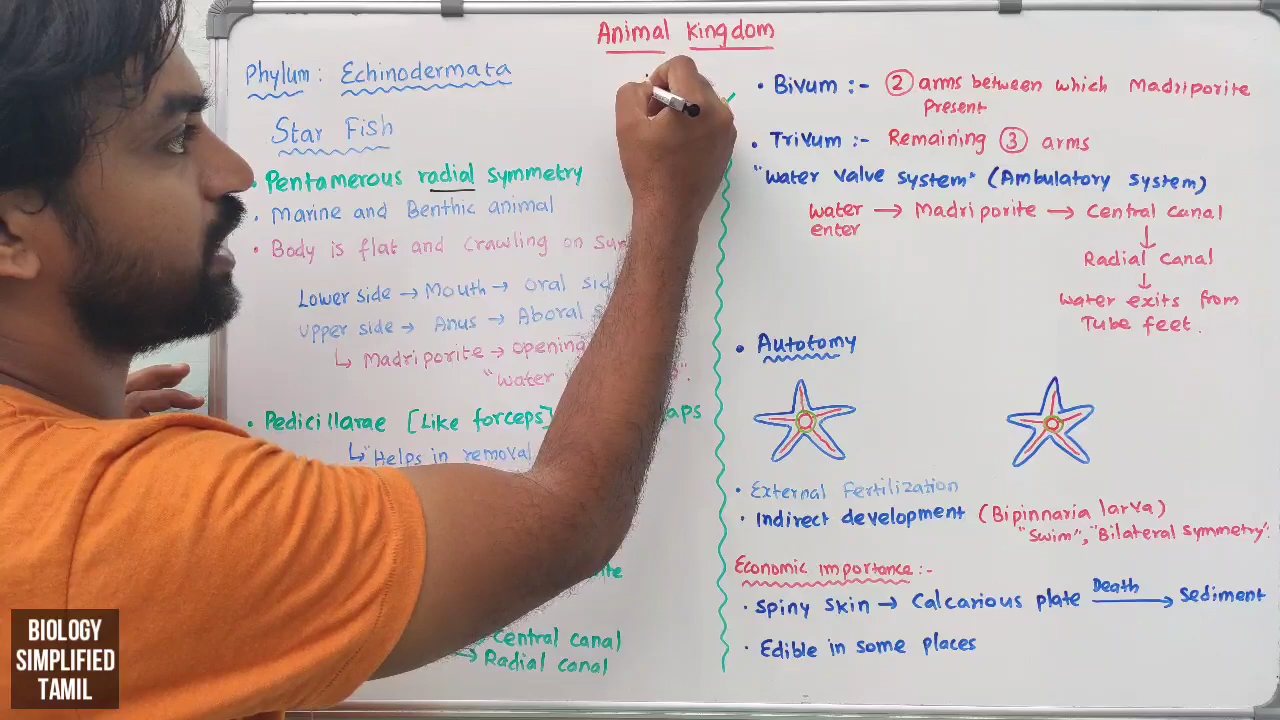 Animal kingdom
Phylum: Echinodermata
Star Fish
• Pentamerous radial symmetry
• Marine and Benthic animal
• Body is flat and crawling on
Lower side → Mouth → Oral
upper side → Anus → Aboral
↳ Madriporite → opening
"water
• Pedicillarae [Like forceps]
↳ Helps in removal
Central canal
→ Radial canal
• Bivum :- ② arms between which Madriporite
Present
• Trivum :- Remaining ③ arms
"water valve system" (Ambulatory system)
water enter → Madriporite → Central canal
↓
Radial canal
↓
water exits from
Tube feet.
• Autotomy
• External Fertilization
• Indirect development (Bipinnaria larva)
"Swim", "Bilateral symmetry".
Economic importance :-
• Spiny skin → Calcarious plate Death → Sediment
• Edible in some places
BIOLOGY
SIMPLIFIED
TAMIL